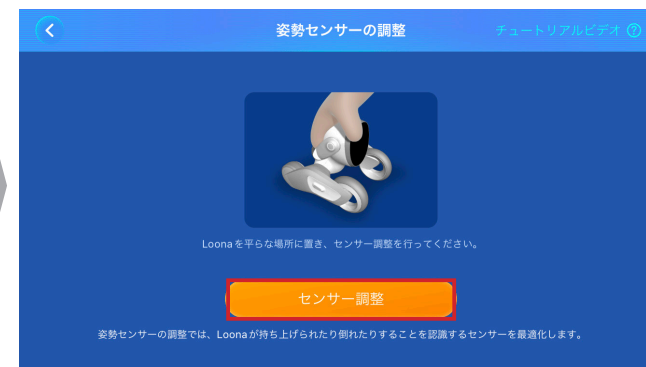 姿勢センサーの調整
チュートリアルビデオ ?
Loonaを平らな場所に置き、センサー調整を行ってください。
センサー調整
姿勢センサーの調整では、Loonaが持ち上げられたり倒れたりすることを認識するセンサーを最適化します。